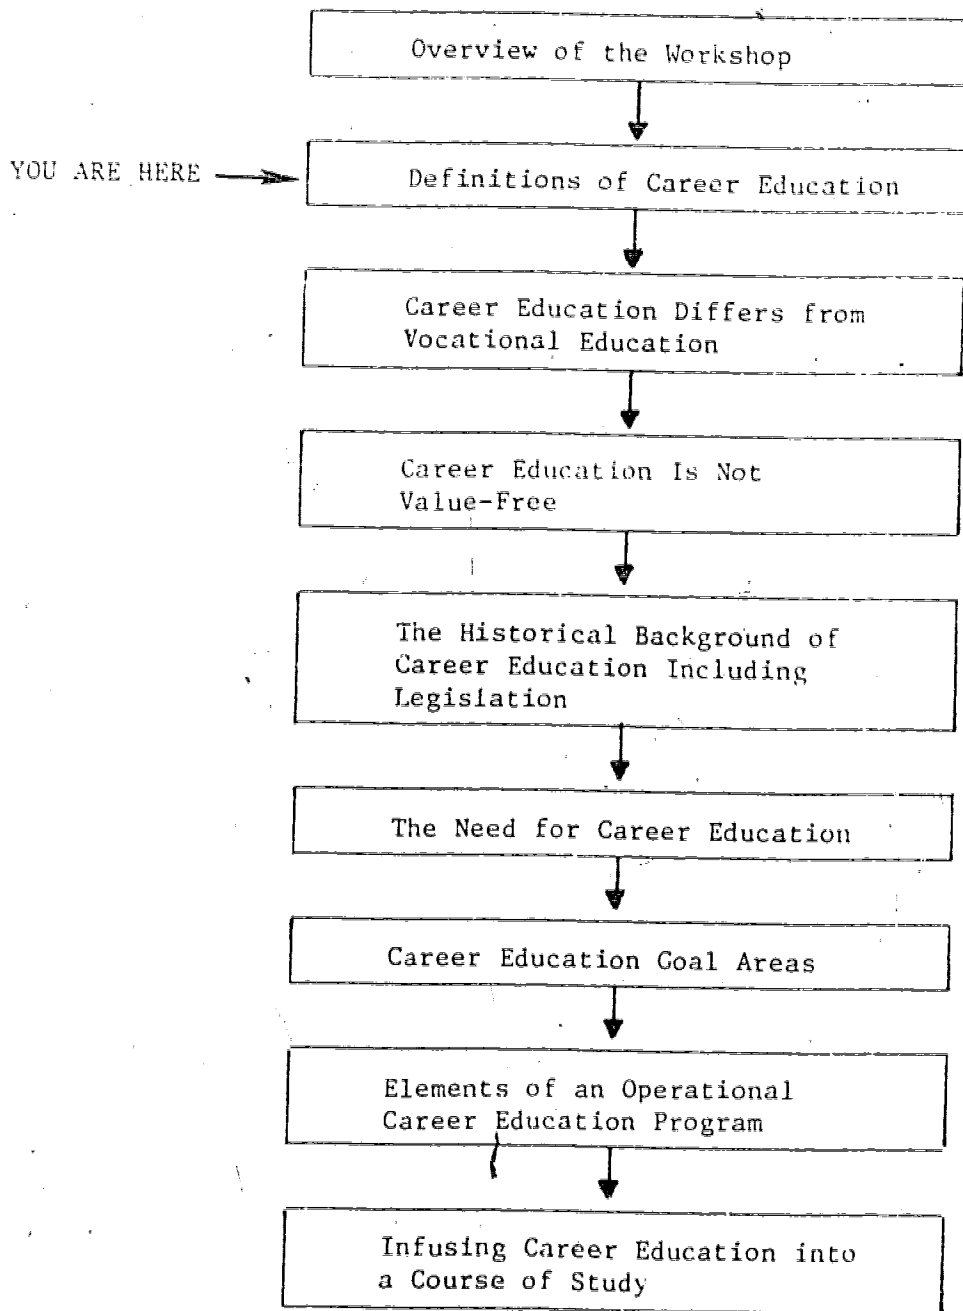 Overview of the Workshop
YOU ARE HERE
Definitions of Career Education
Career Education Differs from
Vocational Education
Career Education Is Not
Value-Free
The Historical Background of
Career Education Including
Legislation
The Need for Career Education
Career Education Goal Areas
Elements of an Operational
Career Education Program
Infusing Career Education into
a Course of Study